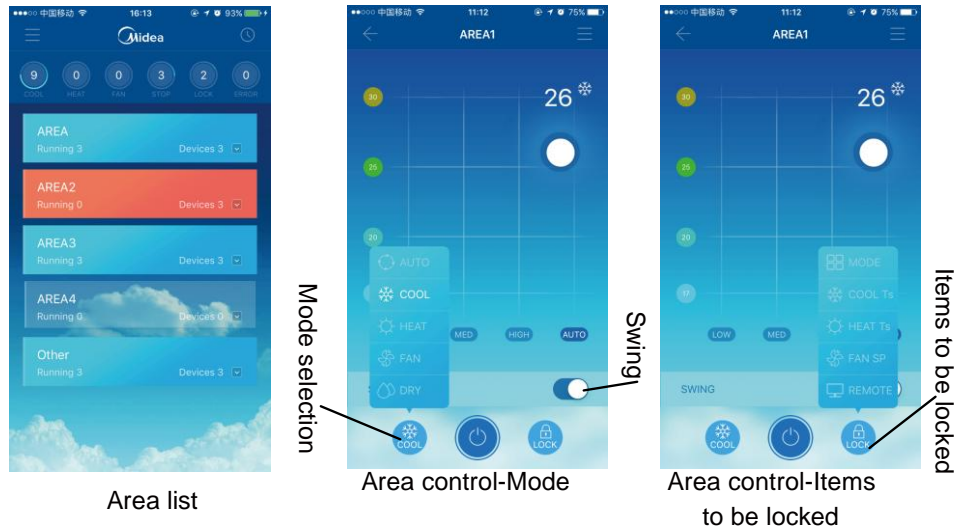 中国移动 16:13 93%
Midea
9 0 0 3 2 0
COOL HEAT FAN STOP LOCK ERROR
AREA
Running 3 Devices 3
AREA2
Running 0 Devices 3
AREA3
Running 3 Devices 3
AREA4
Running 0 Devices 0
Other
Running 3 Devices 3
Area list
Mode selection
中国移动 11:12 75%
AREA1
30
26
25
20
AUTO
COOL
HEAT
FAN
DRY
MED HIGH AUTO
COOL LOCK
Area control-Mode
Swing
中国移动 11:12 75%
AREA1
30
26
25
20
17
MODE
COOL Ts
HEAT Ts
FAN SP
REMOTE
LOW MED
SWING
COOL LOCK
Area control-Items
to be locked
Items to be locked